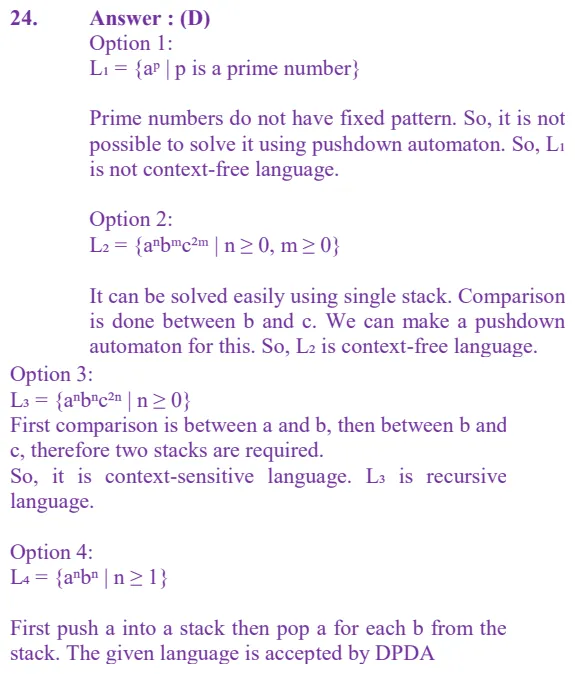 24. Answer : (D)
Option 1:
L₁ = {aᵖ | p is a prime number}
Prime numbers do not have fixed pattern. So, it is not
possible to solve it using pushdown automaton. So, L₁
is not context-free language.
Option 2:
L₂ = {aⁿbᵐc²ᵐ | n ≥ 0, m ≥ 0}
It can be solved easily using single stack. Comparison
is done between b and c. We can make a pushdown
automaton for this. So, L₂ is context-free language.
Option 3:
L₃ = {aⁿbⁿc²ⁿ | n ≥ 0}
First comparison is between a and b, then between b and
c, therefore two stacks are required.
So, it is context-sensitive language. L₃ is recursive
language.
Option 4:
L₄ = {aⁿbⁿ | n ≥ 1}
First push a into a stack then pop a for each b from the
stack. The given language is accepted by DPDA